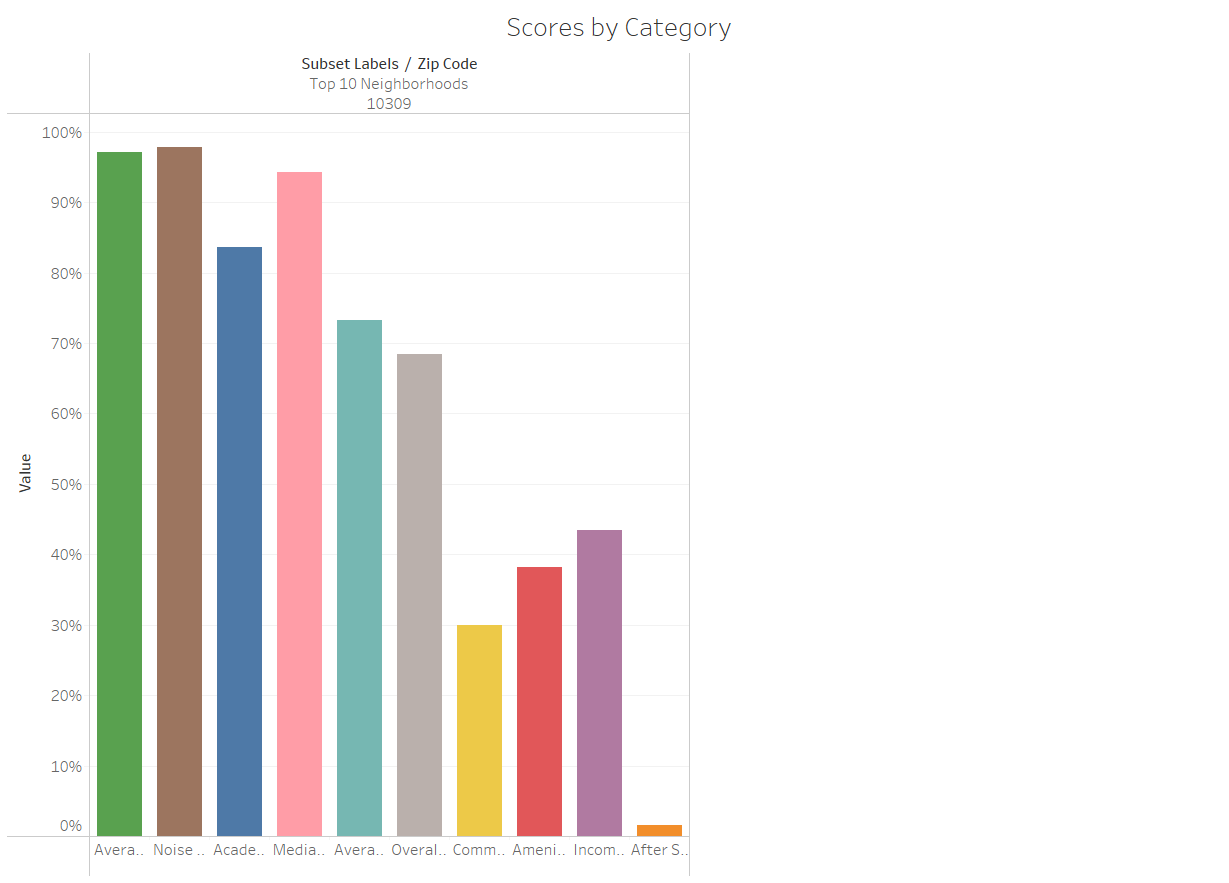 Scores by Category
Subset Labels / Zip Code
Top 10 Neighborhoods
10309
100%
90%
80%
70%
60%
50%
40%
30%
20%
10%
0%
Value
Avera.. Noise .. Acade.. Media.. Avera.. Overal.. Comm.. Ameni.. Incom.. After S..